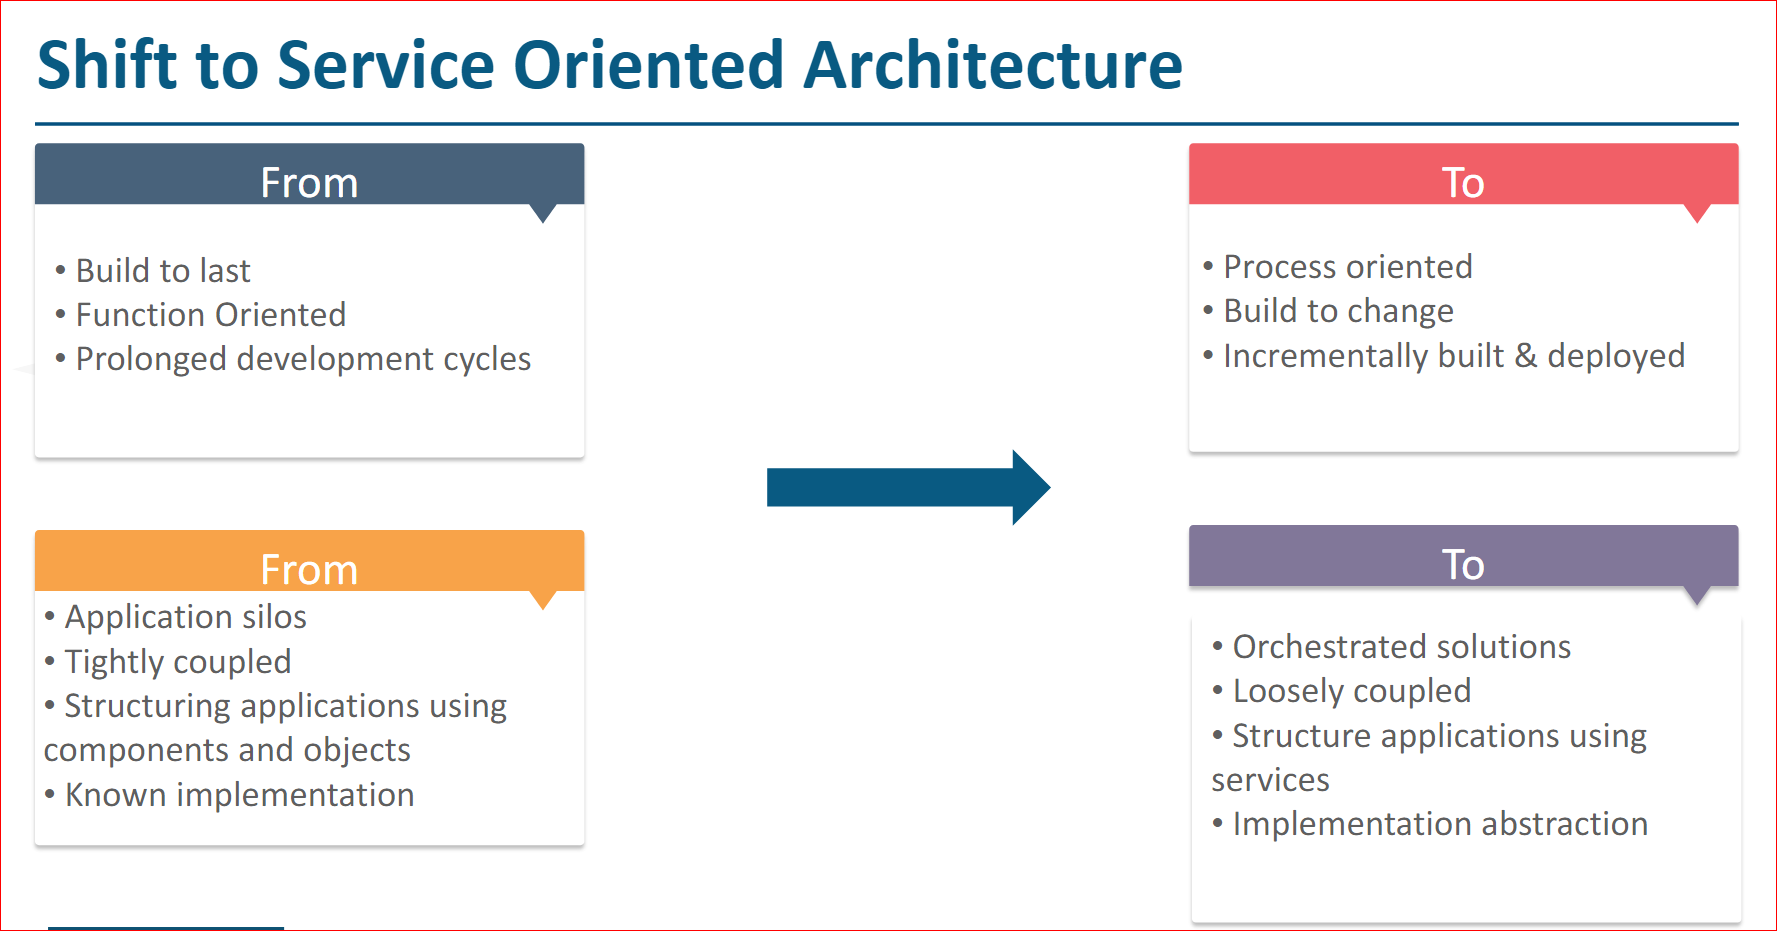 Shift to Service Oriented Architecture
From
• Build to last
• Function Oriented
• Prolonged development cycles
To
• Process oriented
• Build to change
• Incrementally built & deployed
From
• Application silos
• Tightly coupled
• Structuring applications using
components and objects
• Known implementation
To
• Orchestrated solutions
• Loosely coupled
• Structure applications using
services
• Implementation abstraction